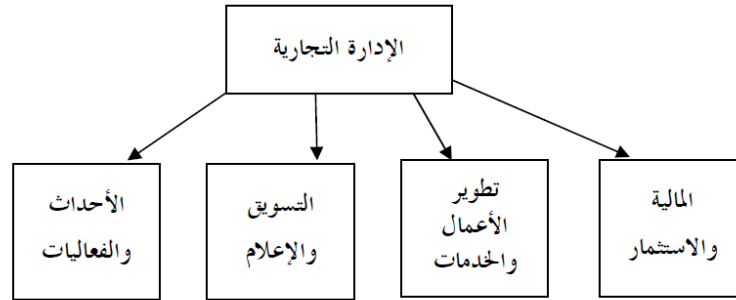 الإدارة التجارية
المالية
والاستثمار
تطوير
الأعمال
والخدمات
التسويق
والإعلام
الأحداث
والفعاليات